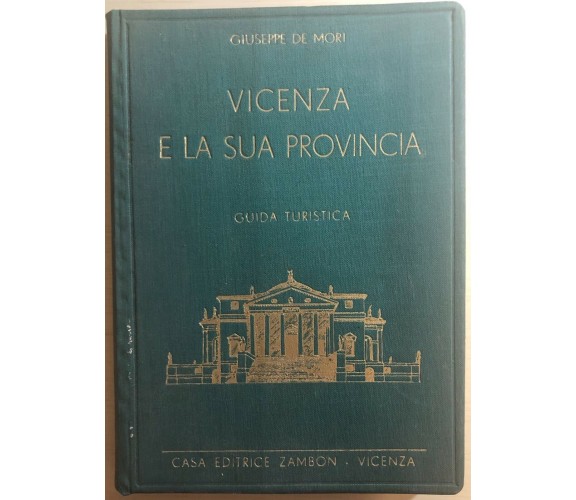 GIUSEPPE DE MORI
VICENZA
E LA SUA PROVINCIA
GUIDA TURISTICA
CASA EDITRICE ZAMBON - VICENZA